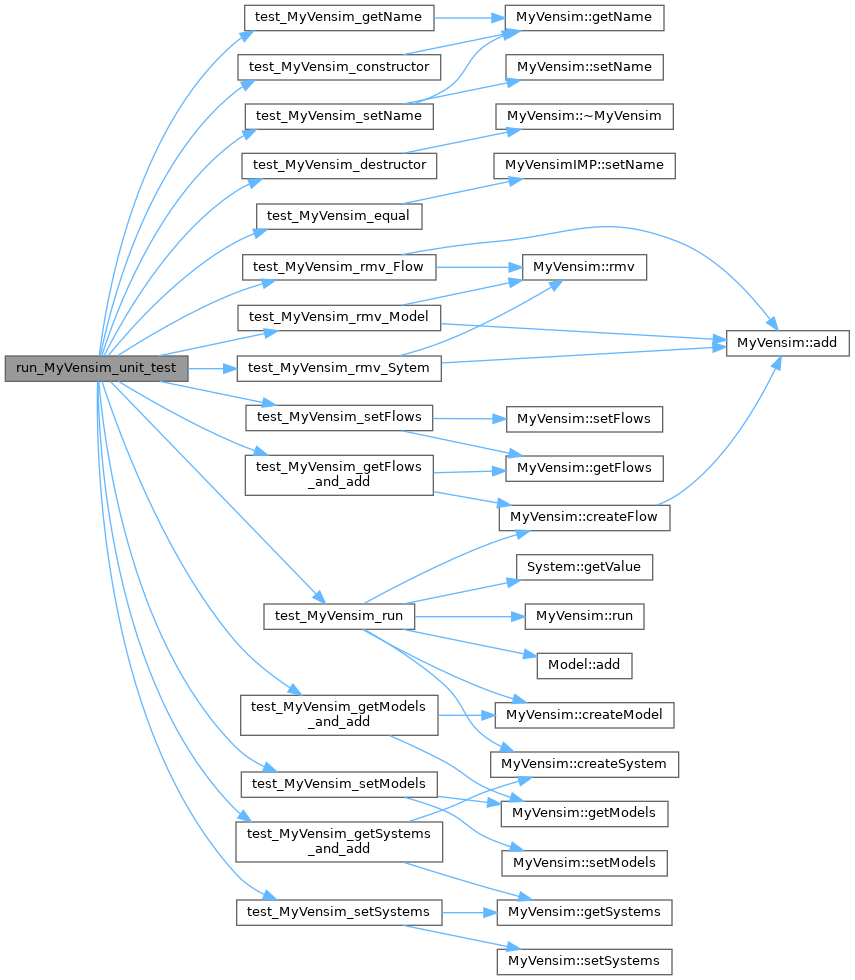 test_MyVensim_getName
MyVensim::getName
test_MyVensim_constructor
MyVensim::setName
test_MyVensim_setName
MyVensim::~MyVensim
test_MyVensim_destructor
MyVensimIMP::setName
test_MyVensim_equal
test_MyVensim_rmv_Flow
MyVensim::rmv
test_MyVensim_rmv_Model
MyVensim::add
run_MyVensim_unit_test
test_MyVensim_rmv_Sytem
test_MyVensim_setFlows
MyVensim::setFlows
test_MyVensim_getFlows
_and_add
MyVensim::getFlows
MyVensim::createFlow
System::getValue
test_MyVensim_run
MyVensim::run
Model::add
test_MyVensim_getModels
_and_add
MyVensim::createModel
MyVensim::createSystem
test_MyVensim_setModels
MyVensim::getModels
test_MyVensim_getSystems
_and_add
MyVensim::setModels
test_MyVensim_setSystems
MyVensim::getSystems
MyVensim::setSystems